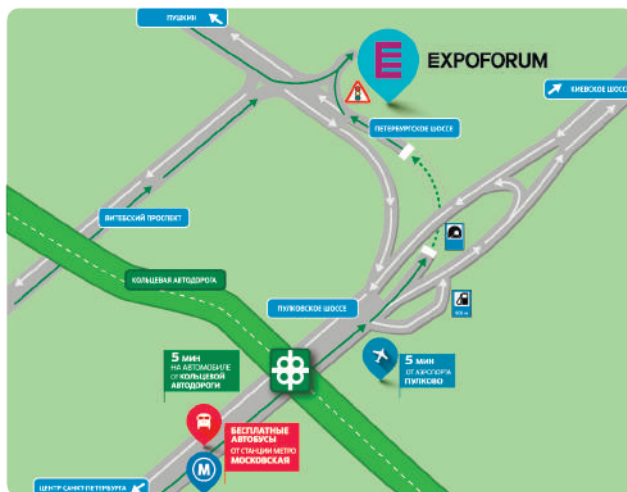 ПУШКИН
EXPOFORUM
КИЕВСКОЕ ШОССЕ
ПЕТЕРБУРГСКОЕ ШОССЕ
ВИТЕБСКИЙ ПРОСПЕКТ
КОЛЬЦЕВАЯ АВТОДОРОГА
ПУЛКОВСКОЕ ШОССЕ
5 МИН
НА АВТОМОБИЛЕ
ОТ КОЛЬЦЕВОЙ
АВТОДОРОГИ
5 МИН
ОТ АЭРОПОРТА
ПУЛКОВО
БЕСПЛАТНЫЕ
АВТОБУСЫ
ОТ СТАНЦИИ МЕТРО
МОСКОВСКАЯ
М
ЦЕНТР САНКТ-ПЕТЕРБУРГА